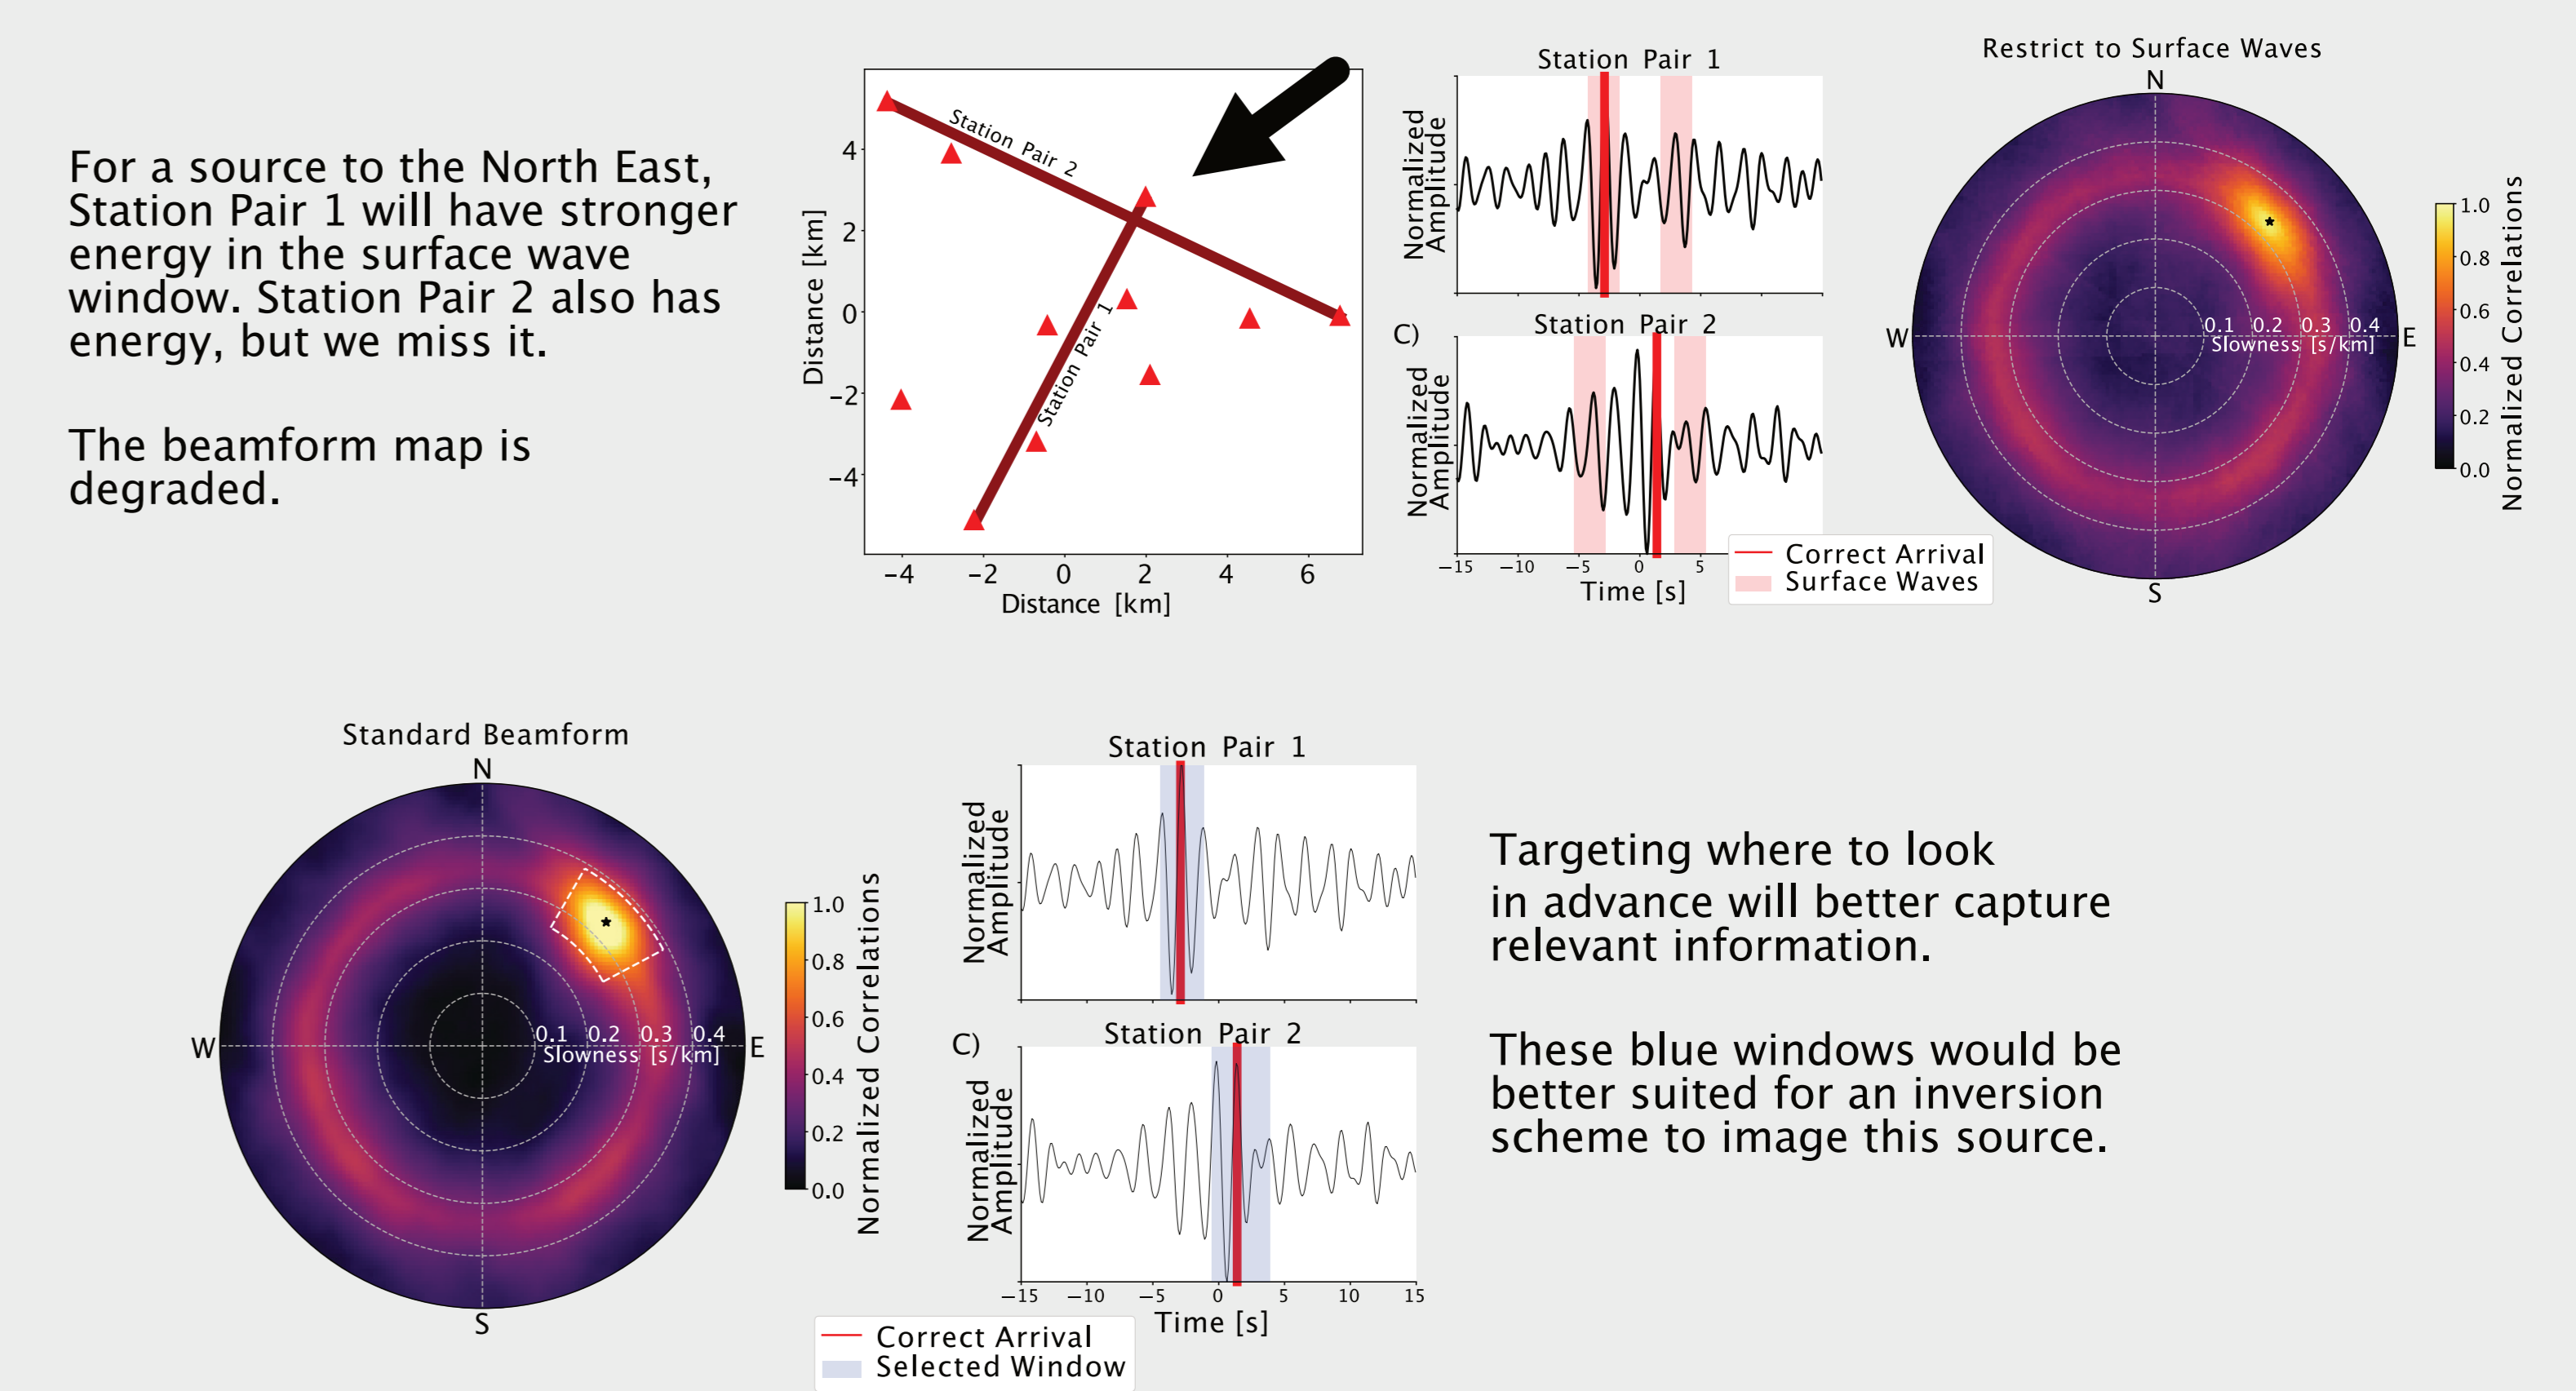 For a source to the North East,
Station Pair 1 will have stronger
energy in the surface wave
window. Station Pair 2 also has
energy, but we miss it.
The beamform map is
degraded.
Station Pair 2
Station Pair 1
Distance [km]
4
2
0
−2
−4
−4
−2
0
2
4
6
Distance [km]
Station Pair 1
Normalized
Amplitude
C)
Station Pair 2
Normalized
Amplitude
−15
−10
−5
0
5
Time [s]
Correct Arrival
Surface Waves
Restrict to Surface Waves
N
W
E
S
0.1
0.2
0.3
0.4
Slowness [s/km]
1.0
0.8
0.6
0.4
0.2
0.0
Normalized Correlations
Standard Beamform
N
W
E
S
0.1
0.2
0.3
0.4
Slowness [s/km]
1.0
0.8
0.6
0.4
0.2
0.0
Normalized Correlations
Station Pair 1
Normalized
Amplitude
C)
Station Pair 2
Normalized
Amplitude
−15
−10
−5
0
5
10
15
Time [s]
Correct Arrival
Selected Window
Targeting where to look
in advance will better capture
relevant information.
These blue windows would be
better suited for an inversion
scheme to image this source.